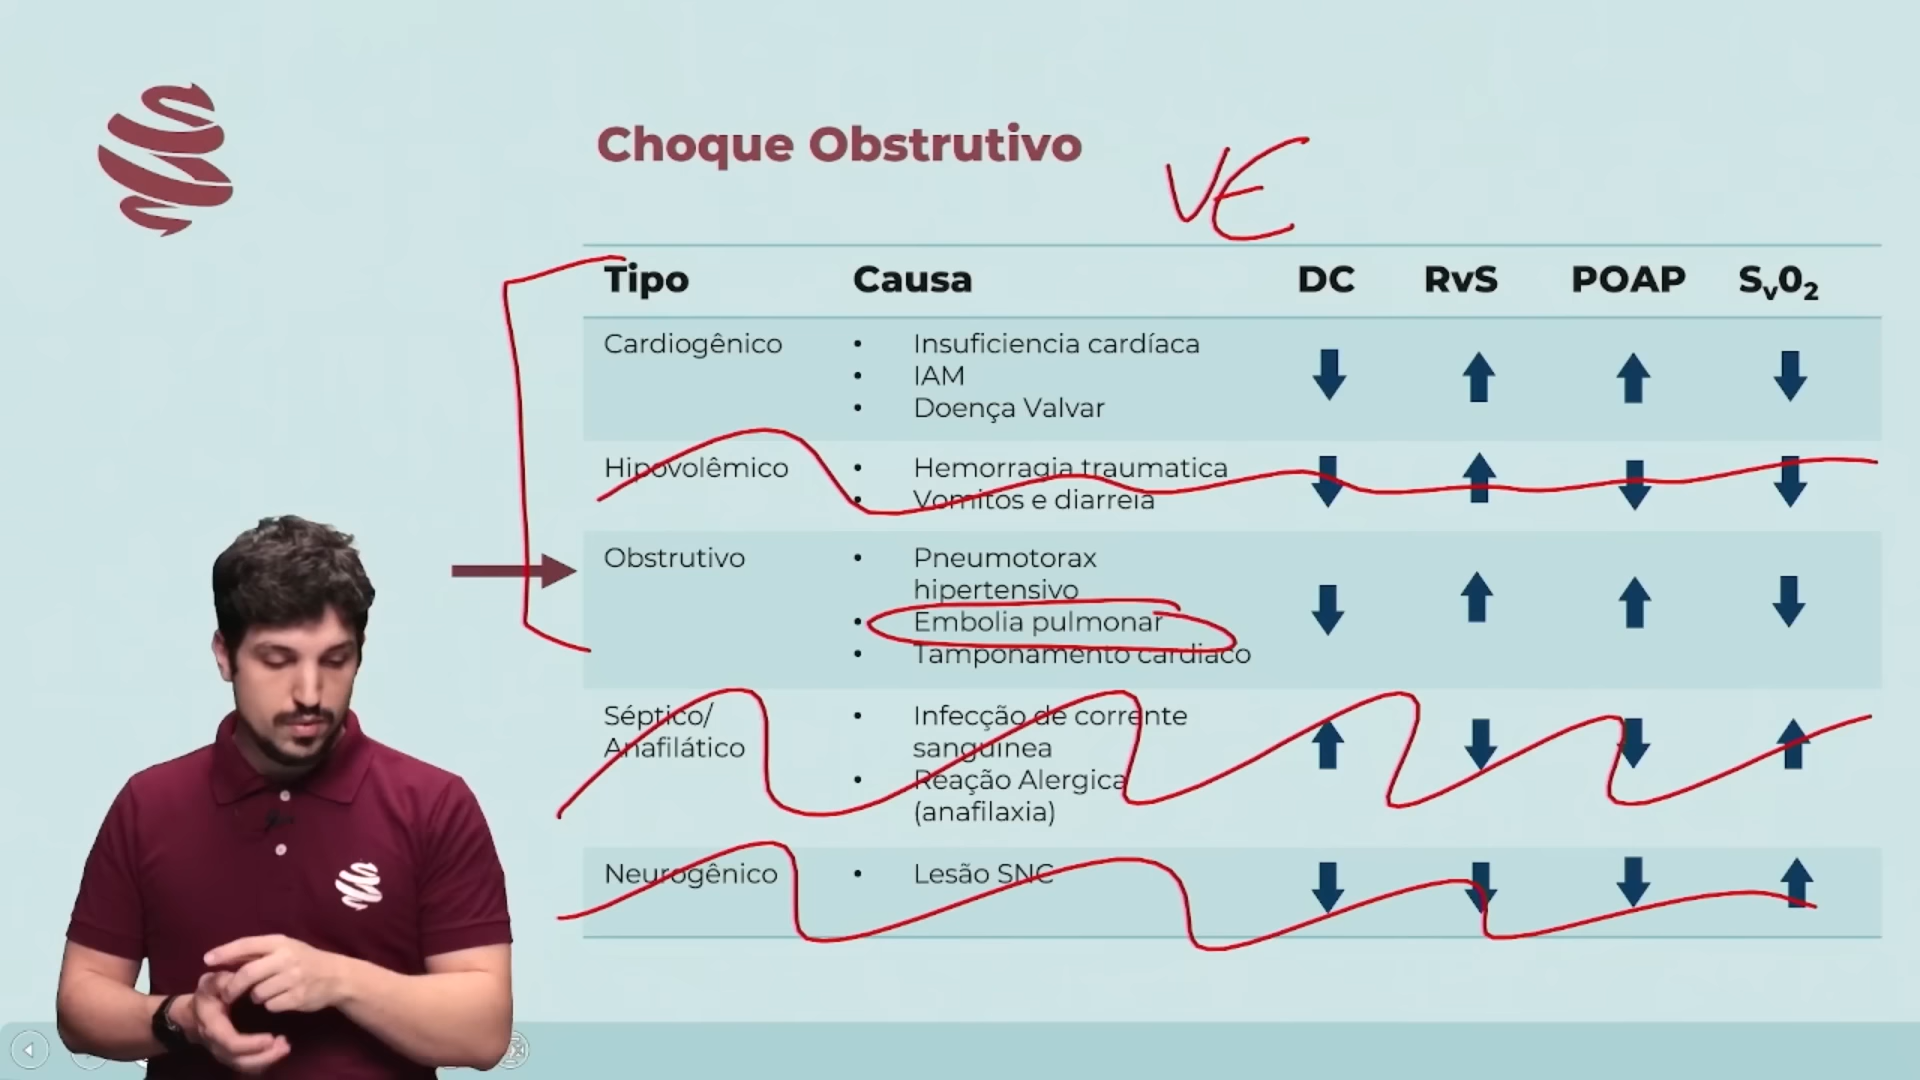 Choque Obstrutivo
VE
Tipo Causa DC RvS POAP Sv02
Cardiogênico • Insuficiencia cardíaca
• IAM
• Doença Valvar
Hipovolêmico • Hemorragia traumatica
• Vomitos e diarreia
Obstrutivo • Pneumotorax
hipertensivo
• Embolia pulmonar
• Tamponamento cardiaco
Séptico/ • Infecção de corrente
Anafilático sanguinea
• Reação Alergica
(anafilaxia)
Neurogênico • Lesão SNC